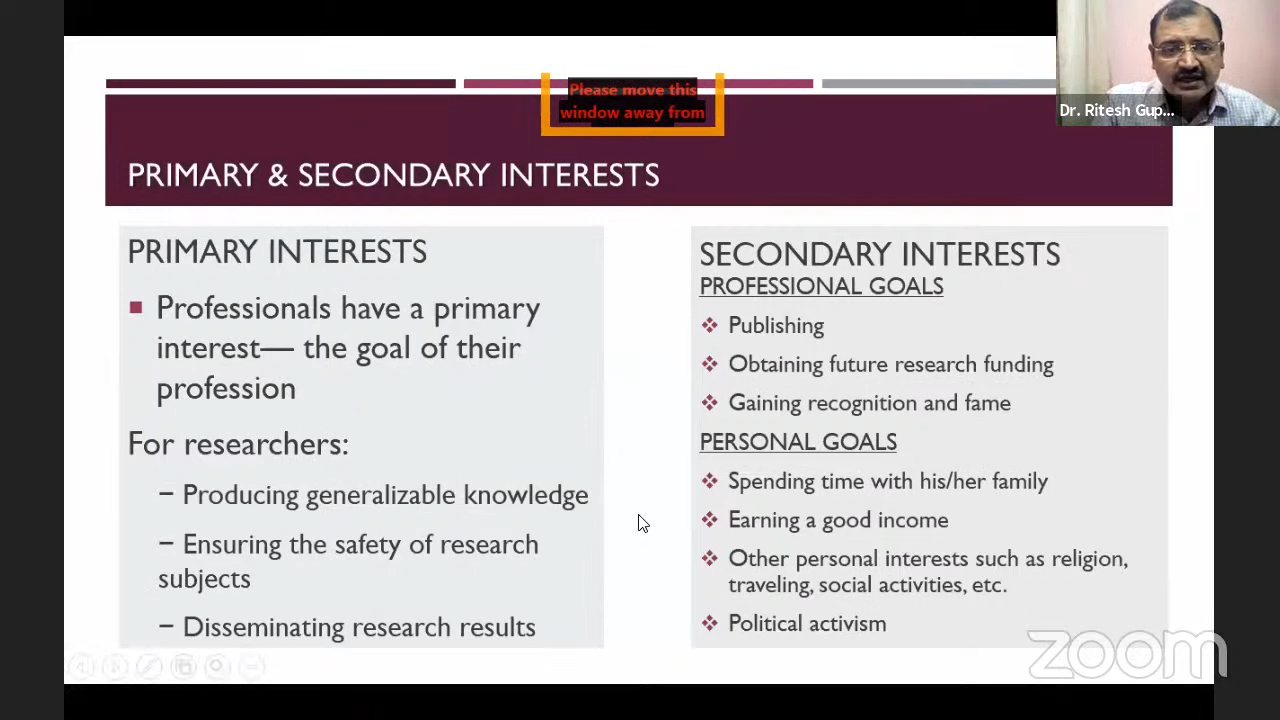 Please move this
window away from
Dr. Ritesh Gup...
PRIMARY & SECONDARY INTERESTS
PRIMARY INTERESTS
Professionals have a primary
interest— the goal of their
profession
For researchers:
− Producing generalizable knowledge
− Ensuring the safety of research
subjects
− Disseminating research results
SECONDARY INTERESTS
PROFESSIONAL GOALS
Publishing
Obtaining future research funding
Gaining recognition and fame
PERSONAL GOALS
Spending time with his/her family
Earning a good income
Other personal interests such as religion,
traveling, social activities, etc.
Political activism
zoom